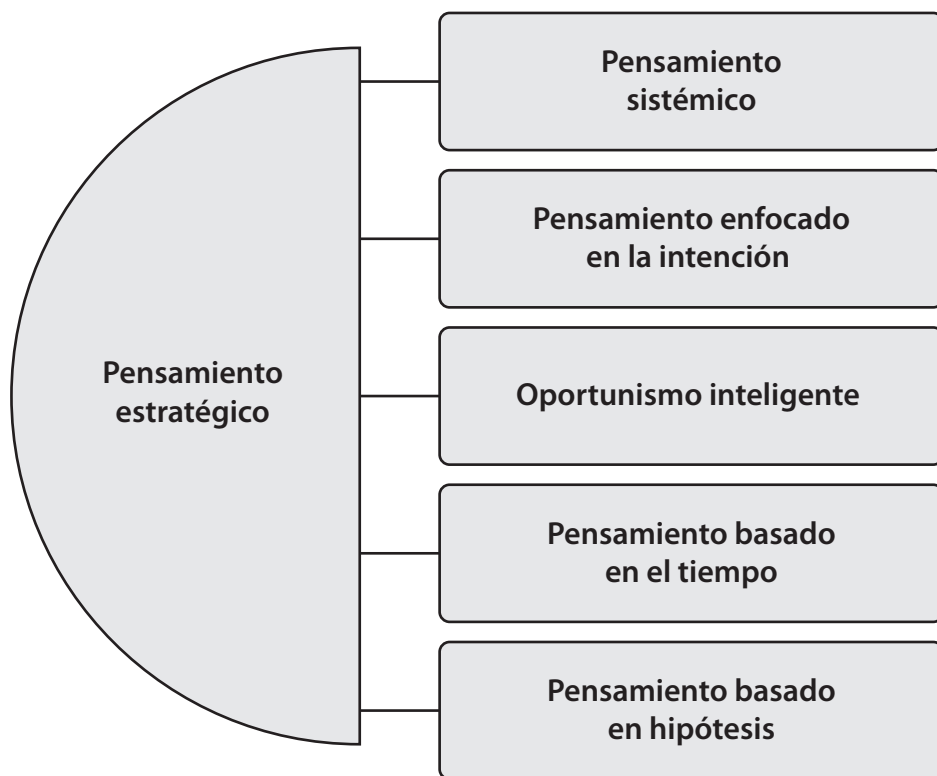 Pensamiento
sistémico
Pensamiento enfocado
en la intención
Pensamiento
estratégico
Oportunismo inteligente
Pensamiento basado
en el tiempo
Pensamiento basado
en hipótesis